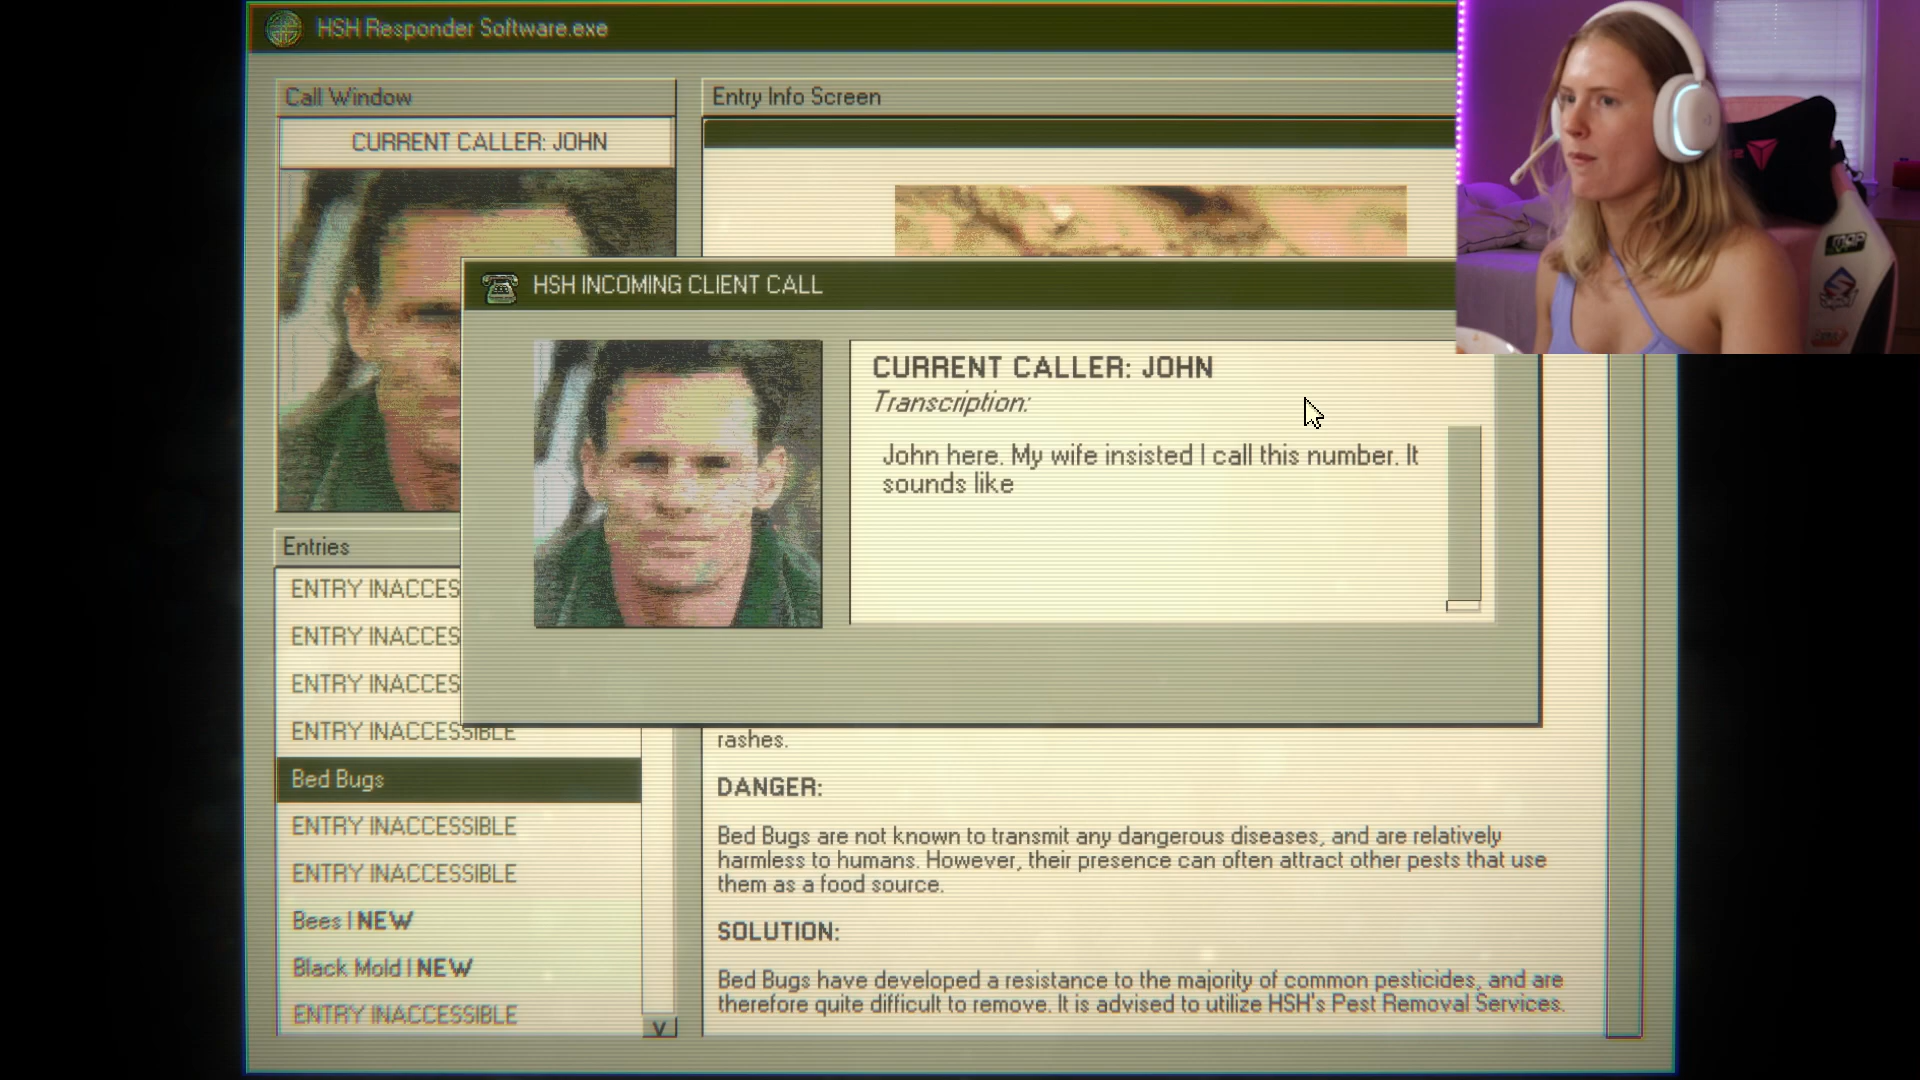 HSH Responder Software.exe
Call Window
CURRENT CALLER: JOHN
Entry Info Screen
HSH INCOMING CLIENT CALL
CURRENT CALLER: JOHN
Transcription:
John here. My wife insisted I call this number. It
sounds like
Entries
ENTRY INACCES
ENTRY INACCES
ENTRY INACCES
ENTRY INACCESSIBLE
Bed Bugs
ENTRY INACCESSIBLE
ENTRY INACCESSIBLE
Bees | NEW
Black Mold | NEW
ENTRY INACCESSIBLE
V
rashes.
DANGER:
Bed Bugs are not known to transmit any dangerous diseases, and are relatively
harmless to humans. However, their presence can often attract other pests that use
them as a food source.
SOLUTION:
Bed Bugs have developed a resistance to the majority of common pesticides, and are
therefore quite difficult to remove. It is advised to utilize HSH's Pest Removal Services.